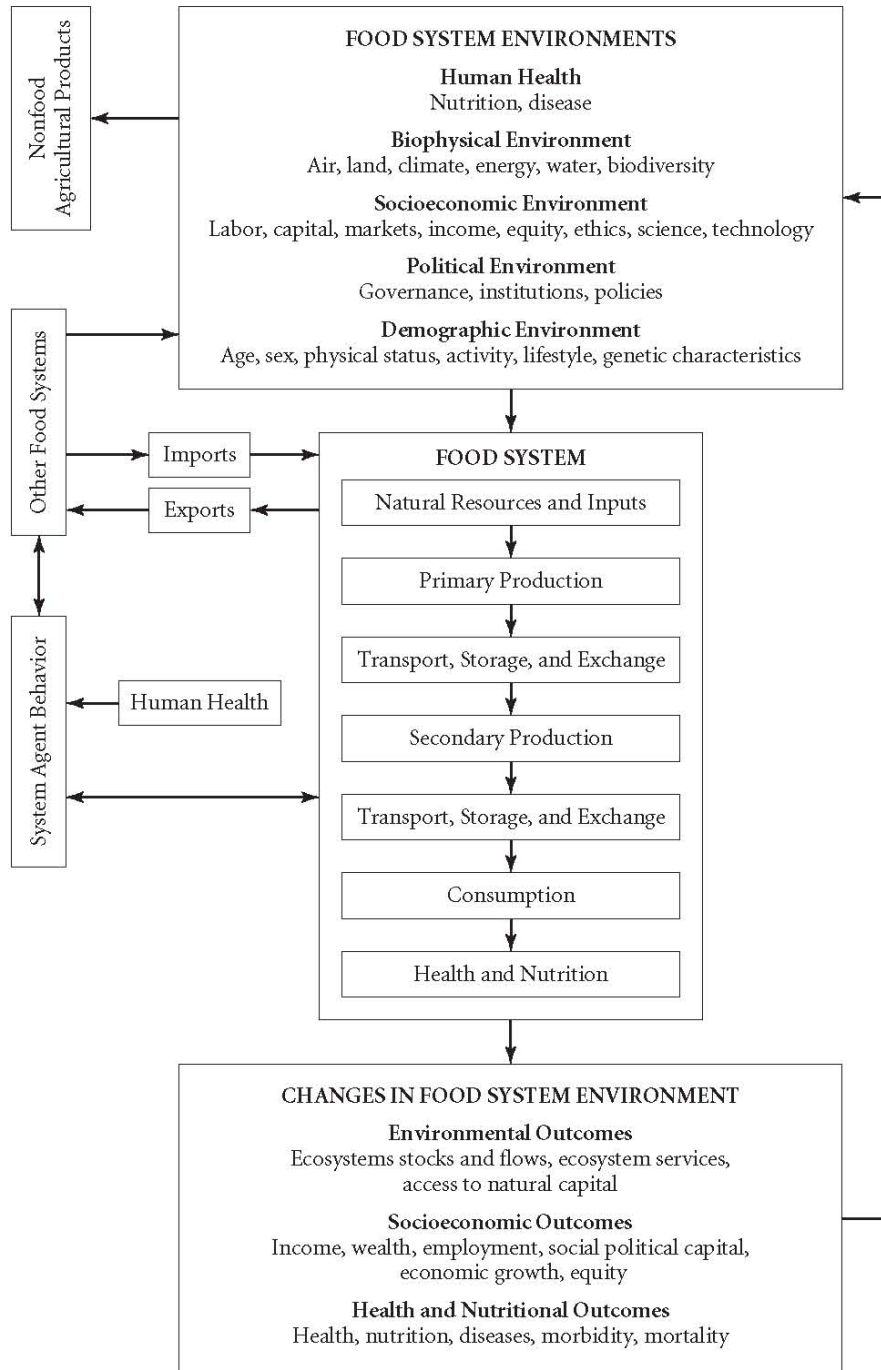 Nonfood
Agricultural Products
FOOD SYSTEM ENVIRONMENTS
Human Health
Nutrition, disease
Biophysical Environment
Air, land, climate, energy, water, biodiversity
Socioeconomic Environment
Labor, capital, markets, income, equity, ethics, science, technology
Political Environment
Governance, institutions, policies
Demographic Environment
Age, sex, physical status, activity, lifestyle, genetic characteristics
Other Food Systems
Imports
Exports
System Agent Behavior
Human Health
FOOD SYSTEM
Natural Resources and Inputs
Primary Production
Transport, Storage, and Exchange
Secondary Production
Transport, Storage, and Exchange
Consumption
Health and Nutrition
CHANGES IN FOOD SYSTEM ENVIRONMENT
Environmental Outcomes
Ecosystems stocks and flows, ecosystem services,
access to natural capital
Socioeconomic Outcomes
Income, wealth, employment, social political capital,
economic growth, equity
Health and Nutritional Outcomes
Health, nutrition, diseases, morbidity, mortality